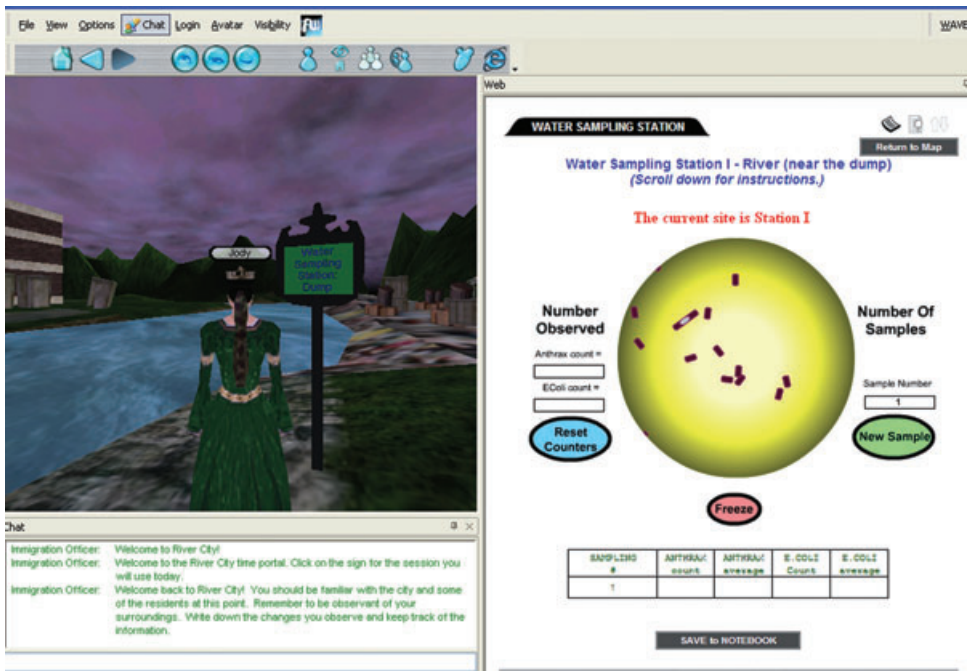 File View Options Chat Login Avatar Visibility
WAVE
Web
WATER SAMPLING STATION
Return to Map
Water Sampling Station I - River (near the dump)
(Scroll down for instructions.)
The current site is Station I
Jody
Water
Sampling
Station:
Dump
Number
Observed
Anthrax count =
EColi count =
Reset
Counters
Number Of
Samples
Sample Number
1
New Sample
Freeze
SAMPLING
#
ANTHRAX
count
ANTHRAX
average
E.COLI
Count
E.COLI
average
1
SAVE to NOTEBOOK
Chat
Immigration Officer: Welcome to River City!
Immigration Officer: Welcome to the River City time portal. Click on the sign for the session you
will use today.
Immigration Officer: Welcome back to River City! You should be familiar with the city and some
of the residents at this point. Remember to be observant of your
surroundings. Write down the changes you observe and keep track of the
information.